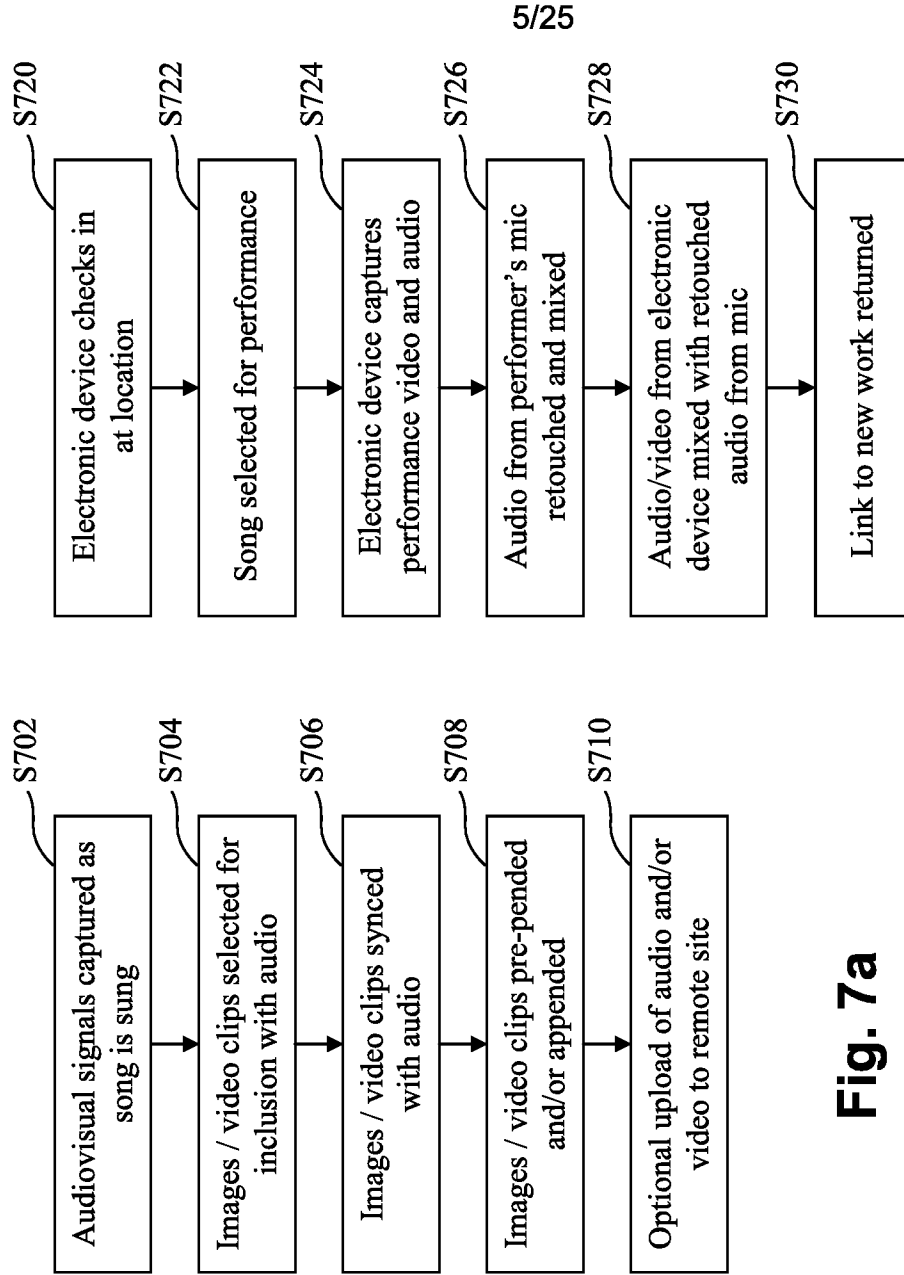 5/25
S702
Audiovisual signals captured as
song is sung
S704
Images / video clips selected for
inclusion with audio
S706
Images / video clips synced
with audio
S708
Images / video clips pre-pended
and/or appended
S710
Optional upload of audio and/or
video to remote site
S720
Electronic device checks in
at location
S722
Song selected for performance
S724
Electronic device captures
performance video and audio
S726
Audio from performer's mic
retouched and mixed
S728
Audio/video from electronic
device mixed with retouched
audio from mic
S730
Link to new work returned
Fig. 7a